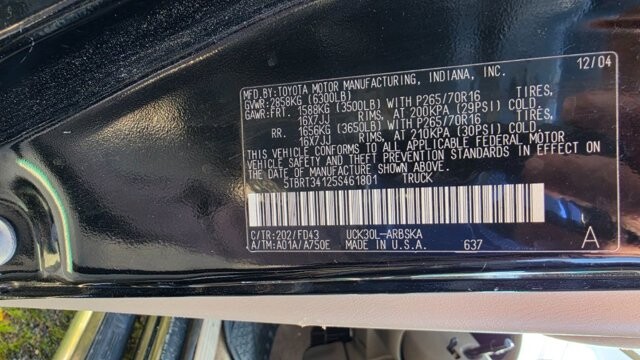 MFD.BY: TOYOTA MOTOR MANUFACTURING, INDIANA, INC. 12/04
GVWR: 2858KG (6300LB)
GAWR:FRT. 1588KG (3500LB) WITH P265/70R16 TIRES,
16X7JJ RIMS, AT 200KPA (29PSI) COLD.
RR. 1656KG (3650LB) WITH P265/70R16 TIRES,
16X7JJ RIMS, AT 210KPA (30PSI) COLD.
THIS VEHICLE CONFORMS TO ALL APPLICABLE FEDERAL MOTOR
VEHICLE SAFETY AND THEFT PREVENTION STANDARDS IN EFFECT ON
THE DATE OF MANUFACTURE SHOWN ABOVE.
5TBRT34125S461801 TRUCK
C/TR: 202/FD43 UCK30L-ARBSKA
A/TM: A01A/A750E MADE IN U.S.A. 637 A